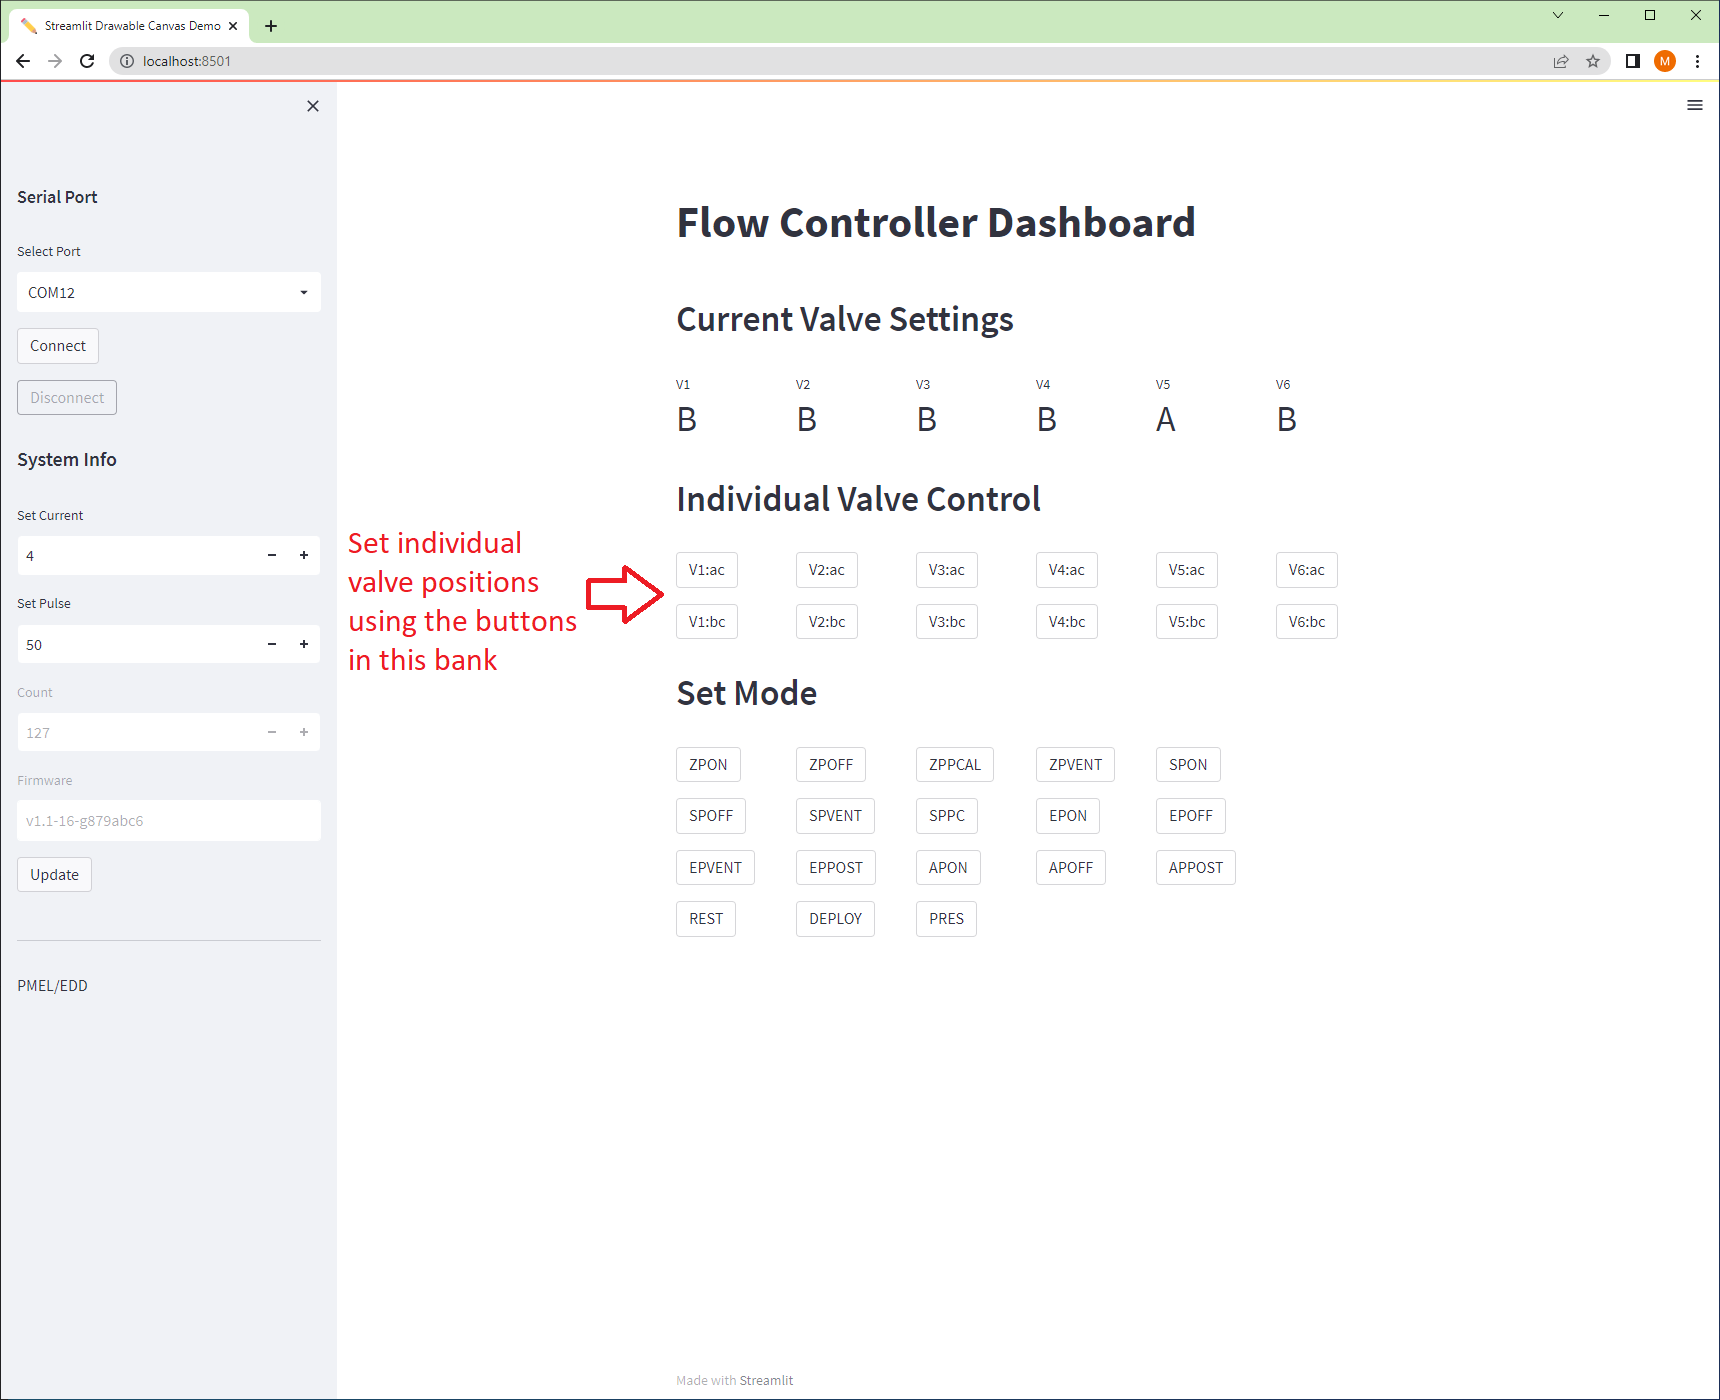 Streamlit Drawable Canvas Demo
localhost:8501
M
Serial Port
Select Port
COM12
Connect
Disconnect
System Info
Set Current
4
Set Pulse
50
Count
127
Firmware
v1.1-16-g879abc6
Update
PMEL/EDD
Set individual
valve positions
using the buttons
in this bank
Flow Controller Dashboard
Current Valve Settings
V1 V2 V3 V4 V5 V6
B B B B A B
Individual Valve Control
V1:ac V2:ac V3:ac V4:ac V5:ac V6:ac
V1:bc V2:bc V3:bc V4:bc V5:bc V6:bc
Set Mode
ZPON ZPOFF ZPPCAL ZPVENT SPON
SPOFF SPVENT SPPC EPON EPOFF
EPVENT EPPOST APON APOFF APPOST
REST DEPLOY PRES
Made with Streamlit